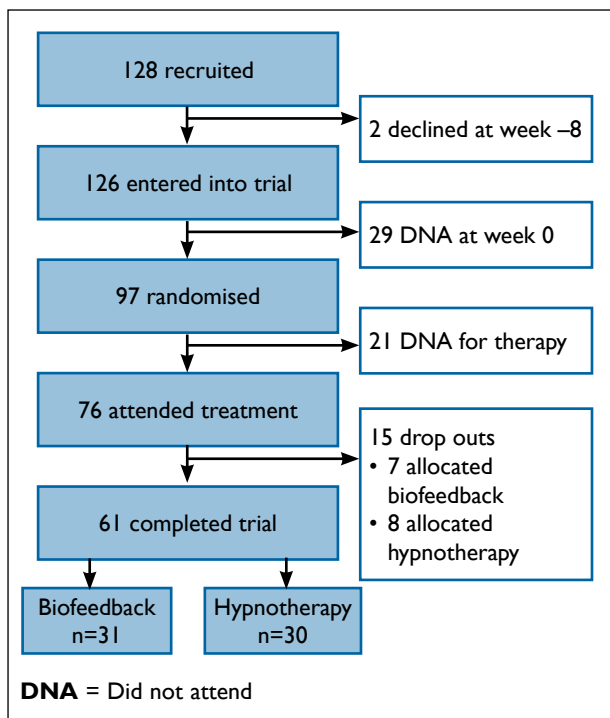 128 recruited
2 declined at week –8
126 entered into trial
29 DNA at week 0
97 randomised
21 DNA for therapy
76 attended treatment
15 drop outs
• 7 allocated
biofeedback
• 8 allocated
hypnotherapy
61 completed trial
Biofeedback
n=31
Hypnotherapy
n=30
DNA = Did not attend